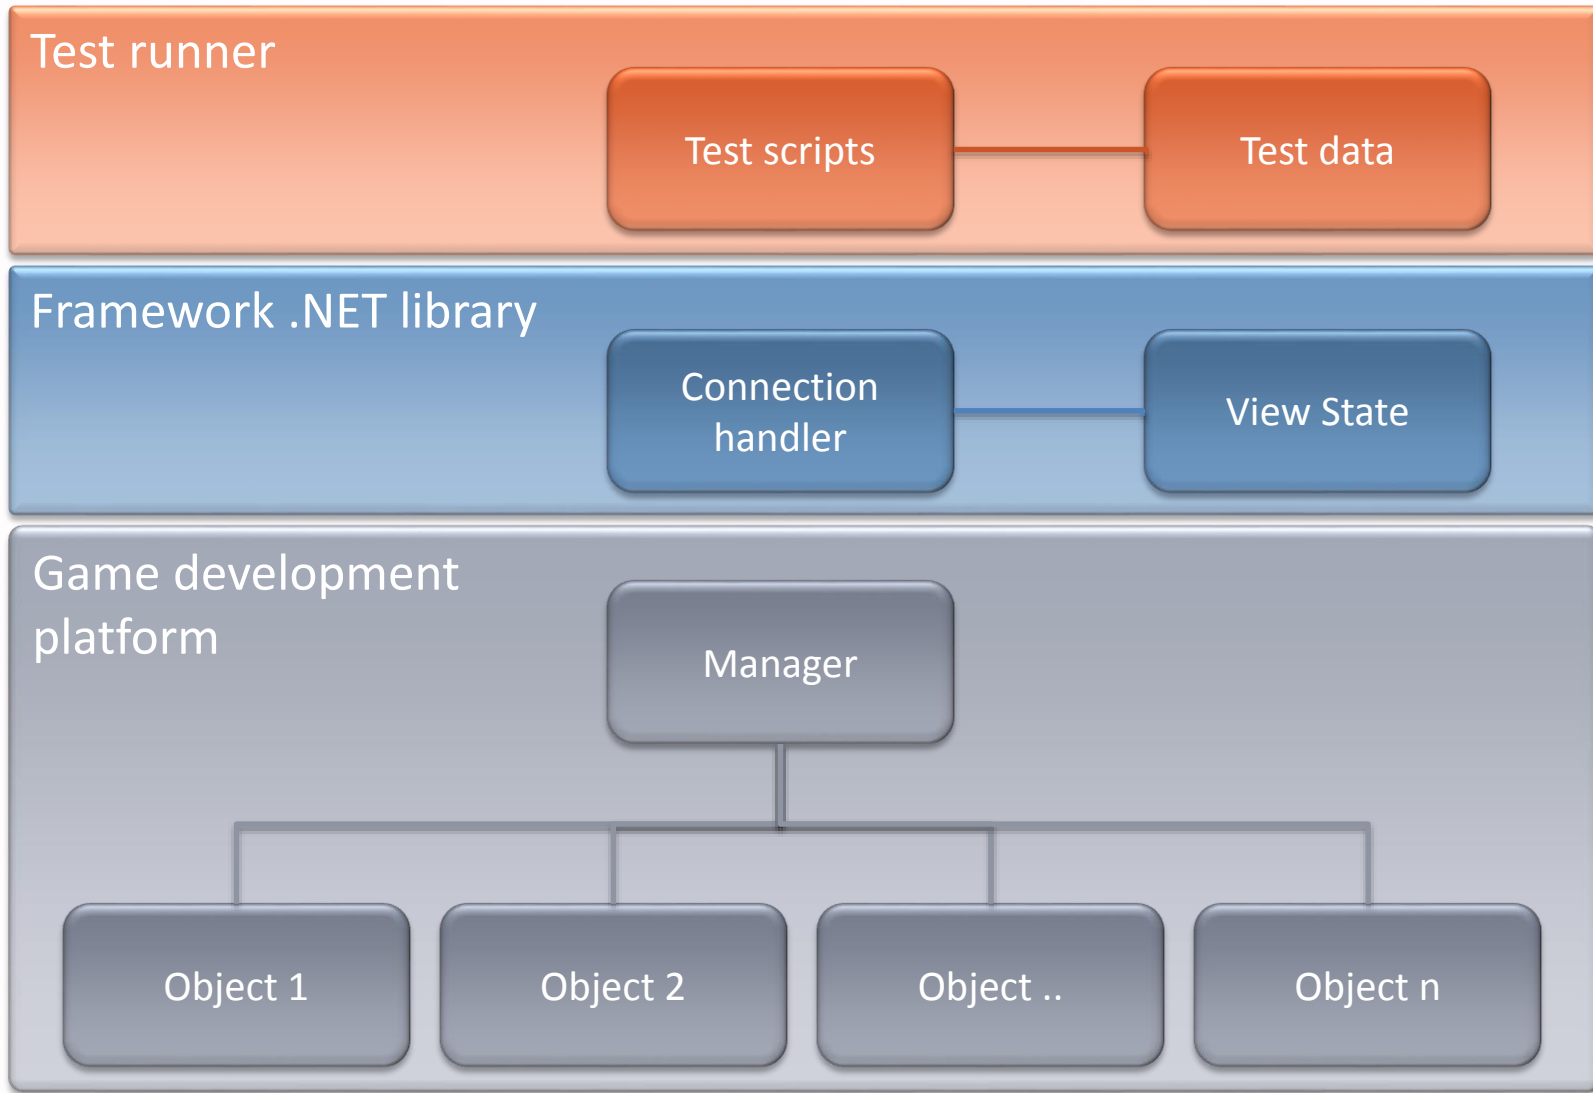 Test runner
Test scripts
Test data
Framework .NET library
Connection
handler
View State
Game development
platform
Manager
Object 1
Object 2
Object ..
Object n